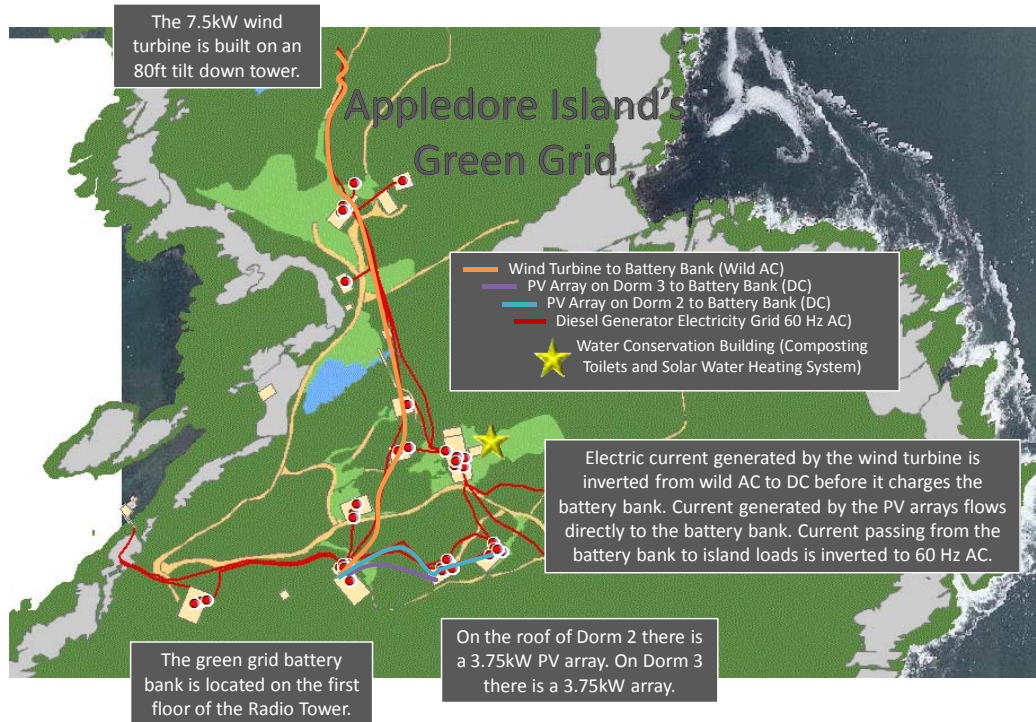 The 7.5kW wind
turbine is built on an
80ft tilt down tower.
Appledore Island's
Green Grid
Wind Turbine to Battery Bank (Wild AC)
PV Array on Dorm 3 to Battery Bank (DC)
PV Array on Dorm 2 to Battery Bank (DC)
Diesel Generator Electricity Grid 60 Hz AC)
Water Conservation Building (Composting
Toilets and Solar Water Heating System)
Electric current generated by the wind turbine is
inverted from wild AC to DC before it charges the
battery bank. Current generated by the PV arrays flows
directly to the battery bank. Current passing from the
battery bank to island loads is inverted to 60 Hz AC.
On the roof of Dorm 2 there is
a 3.75kW PV array. On Dorm 3
there is a 3.75kW array.
The green grid battery
bank is located on the first
floor of the Radio Tower.